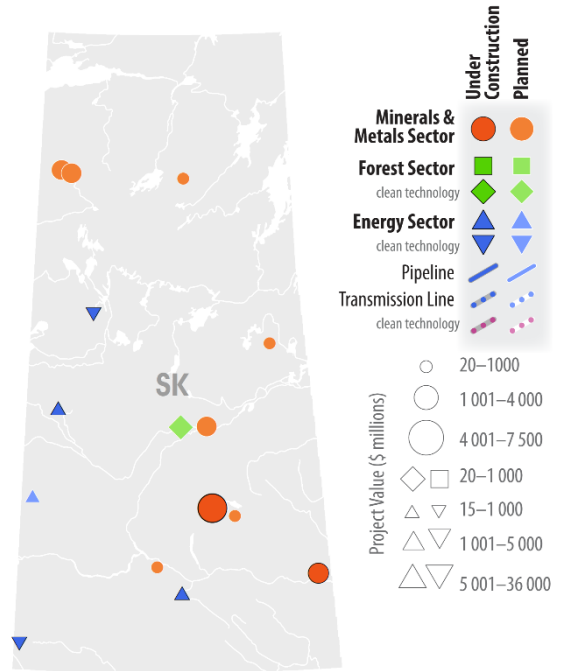 Under
Construction
Planned
Minerals &
Metals Sector
Forest Sector
clean technology
Energy Sector
clean technology
Pipeline
Transmission Line
clean technology
SK
Project Value ($ millions)
20–1000
1 001–4 000
4 001–7 500
20–1 000
15–1 000
1 001–5 000
5 001–36 000